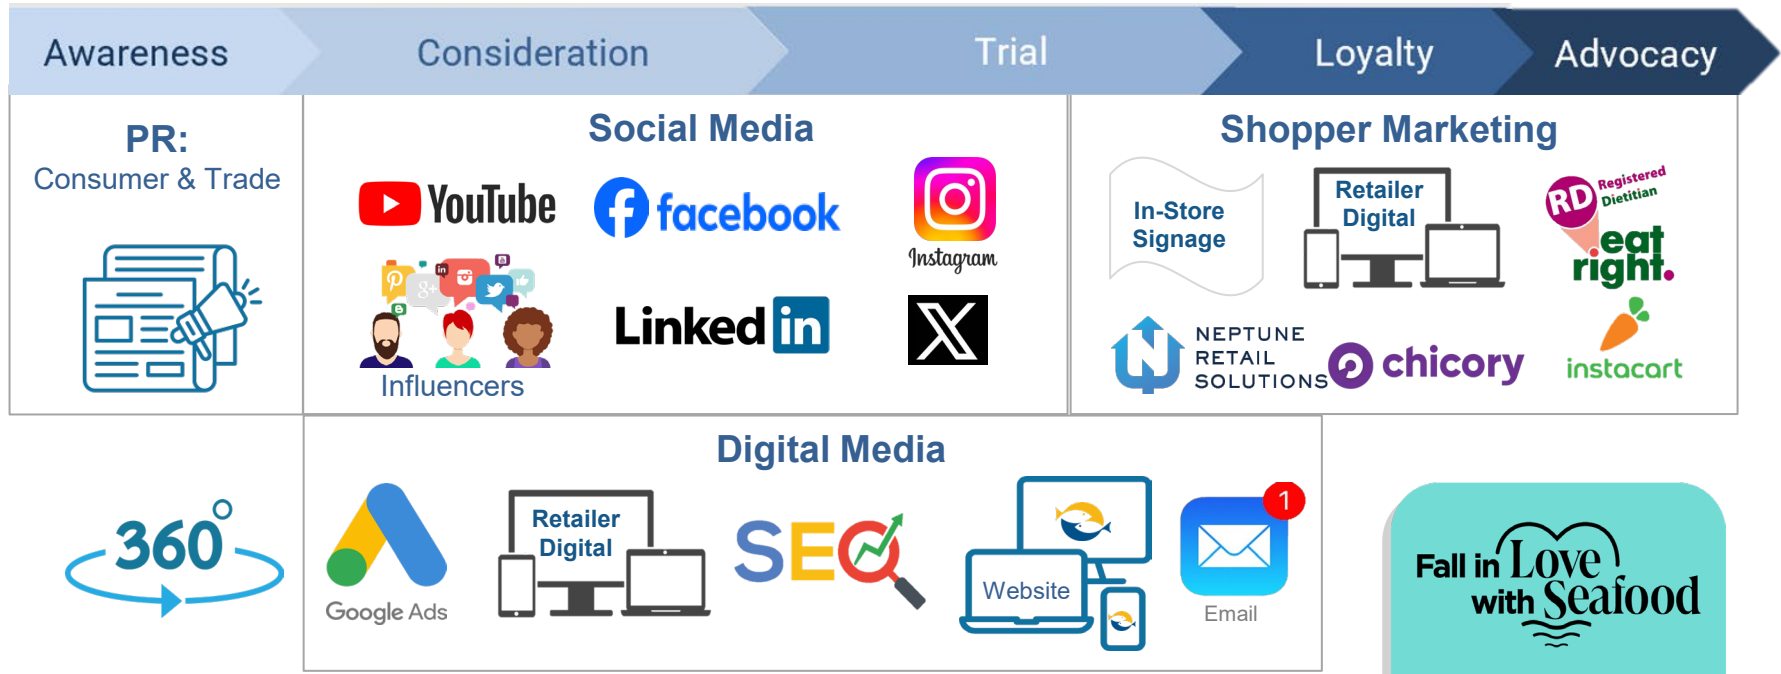 Awareness
Consideration
Trial
Loyalty
Advocacy
PR:
Consumer & Trade
Social Media
YouTube
facebook
Instagram
Influencers
Linked in
X
Shopper Marketing
In-Store
Signage
Retailer
Digital
RD Registered
Dietitian
eat
right.
NEPTUNE
RETAIL
SOLUTIONS
chicory
instacart
360°
Digital Media
Google Ads
Retailer
Digital
SEO
Website
1
Email
Fall in Love
with Seafood